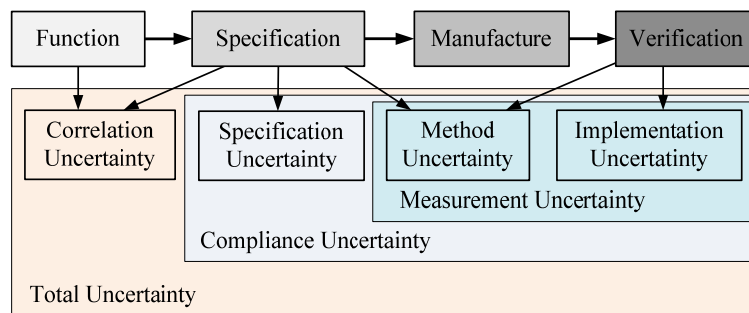 Function
Specification
Manufacture
Verification
Correlation
Uncertainty
Specification
Uncertainty
Method
Uncertainty
Implementation
Uncertatinty
Measurement Uncertainty
Compliance Uncertainty
Total Uncertainty